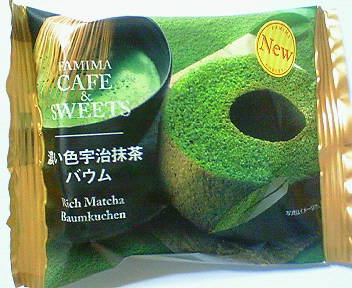 FAMIMA
CAFE
&
SWEETS
濃い色宇治抹茶
バウム
Rich Matcha
Baumkuchen
New
写真はイメージです